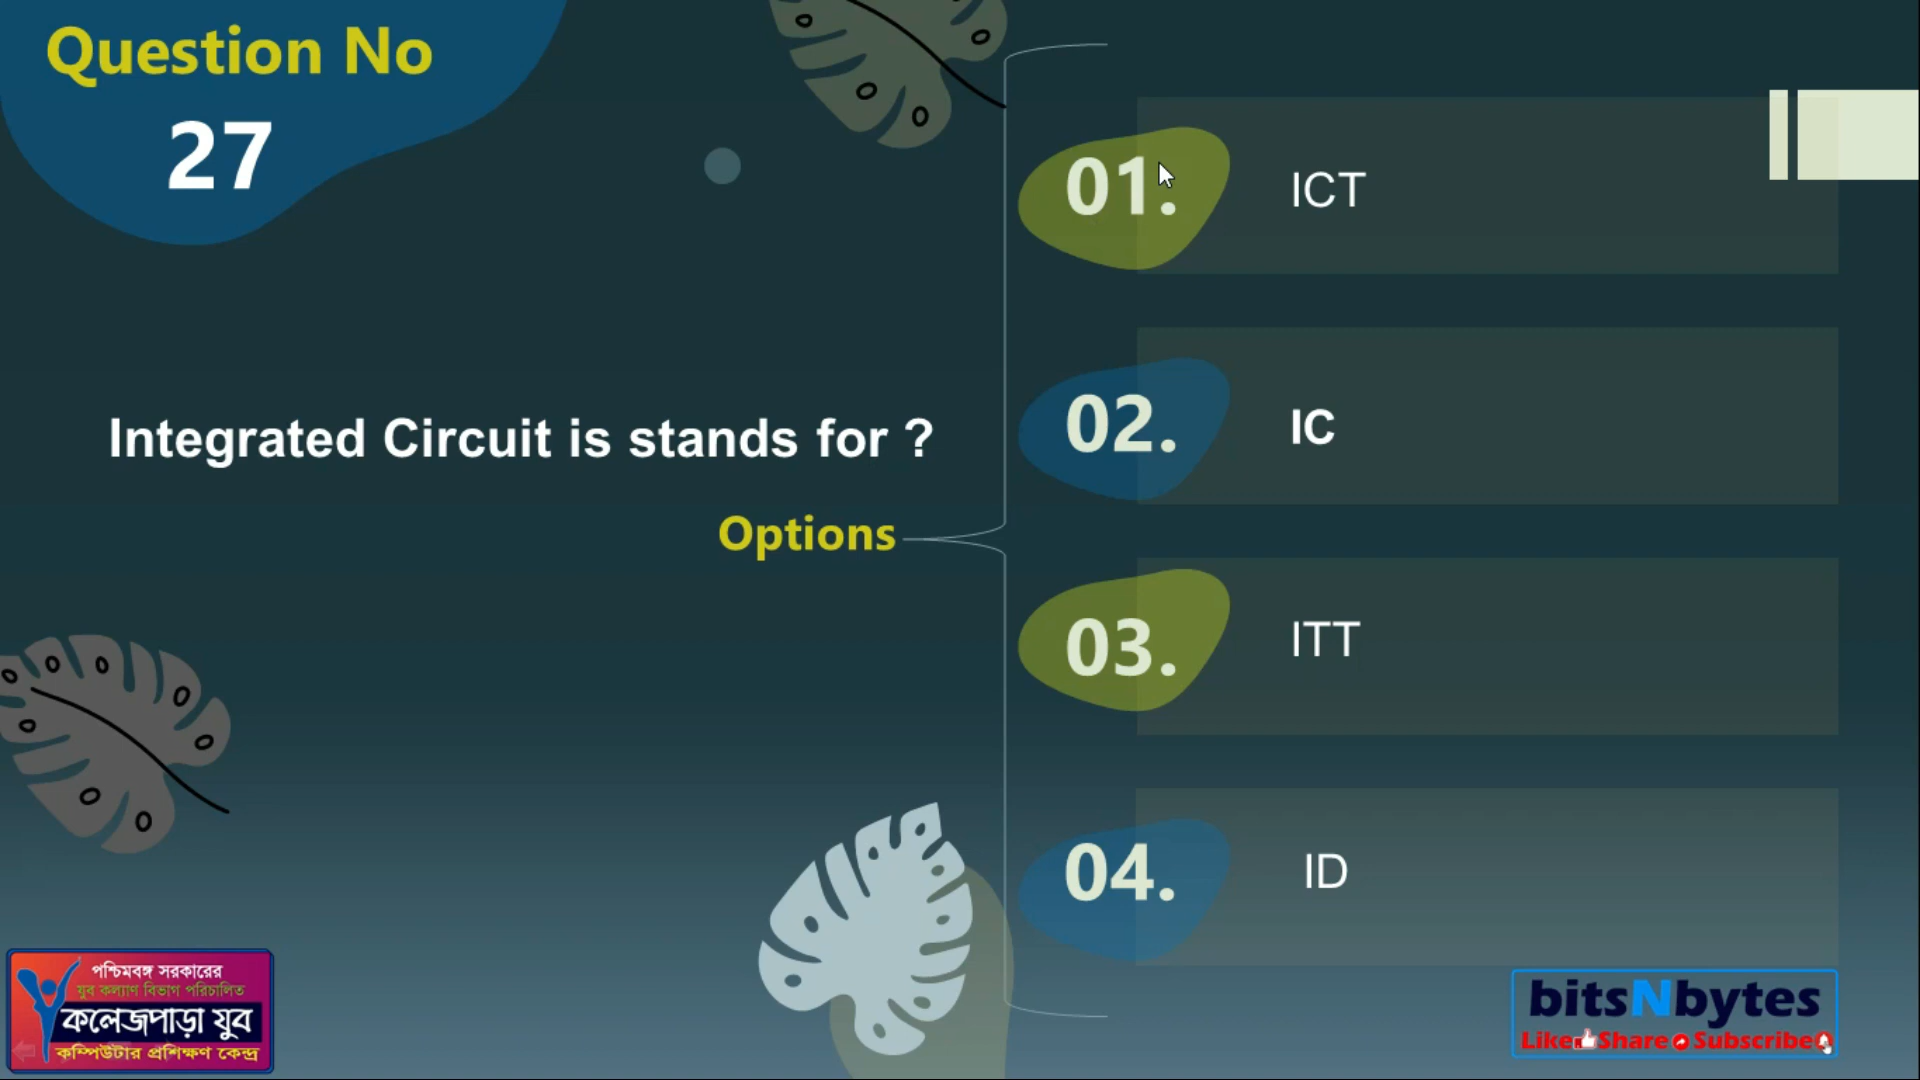 Question No
27
Integrated Circuit is stands for ?
Options
01.
ICT
02.
IC
03.
ITT
04.
ID
পশ্চিমবঙ্গ সরকারের
যুব কল্যাণ বিভাগ পরিচালিত
কলেজপাড়া যুব
কম্পিউটার প্রশিক্ষণ কেন্দ্র
bitsNbytes
Like Share Subscribe